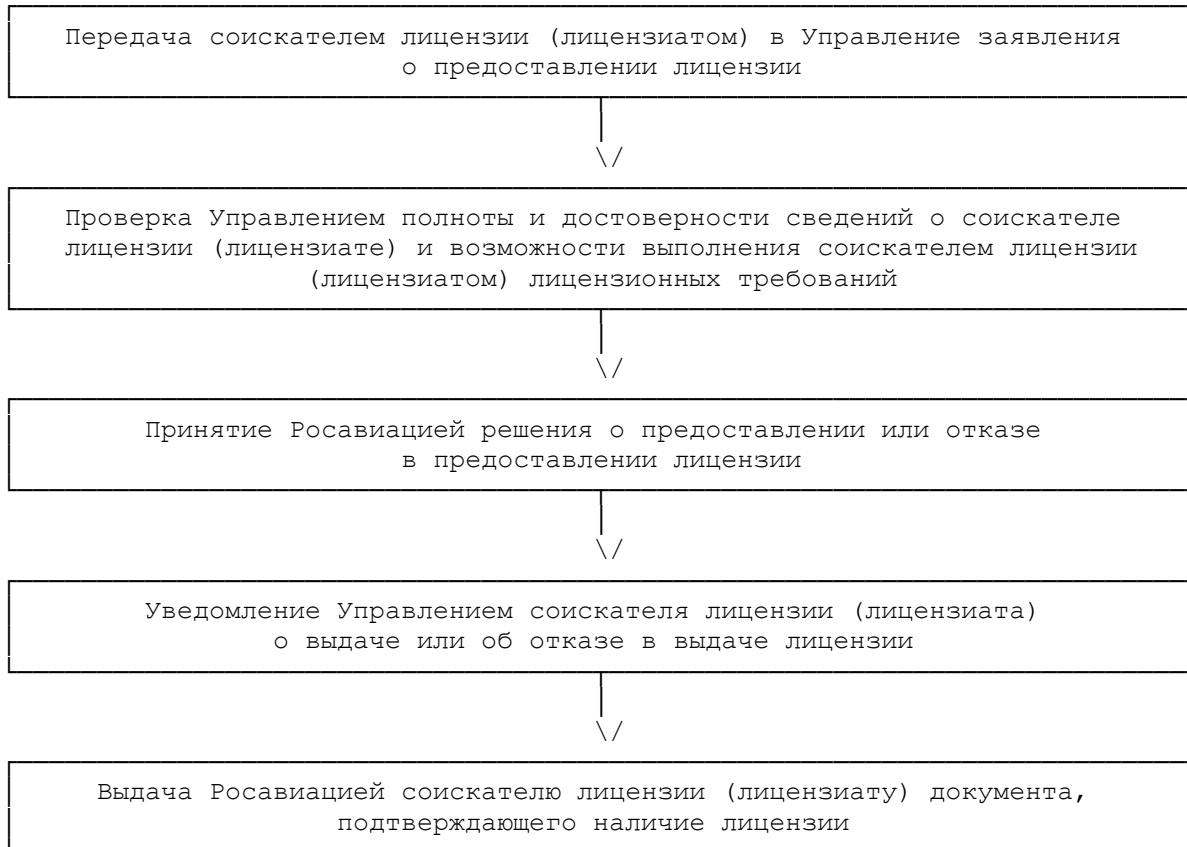 Передача соискателем лицензии (лицензиатом) в Управление заявления
о предоставлении лицензии
Проверка Управлением полноты и достоверности сведений о соискателе
лицензии (лицензиате) и возможности выполнения соискателем лицензии
(лицензиатом) лицензионных требований
Принятие Росавиацией решения о предоставлении или отказе
в предоставлении лицензии
Уведомление Управлением соискателя лицензии (лицензиата)
о выдаче или об отказе в выдаче лицензии
Выдача Росавиацией соискателю лицензии (лицензиату) документа,
подтверждающего наличие лицензии